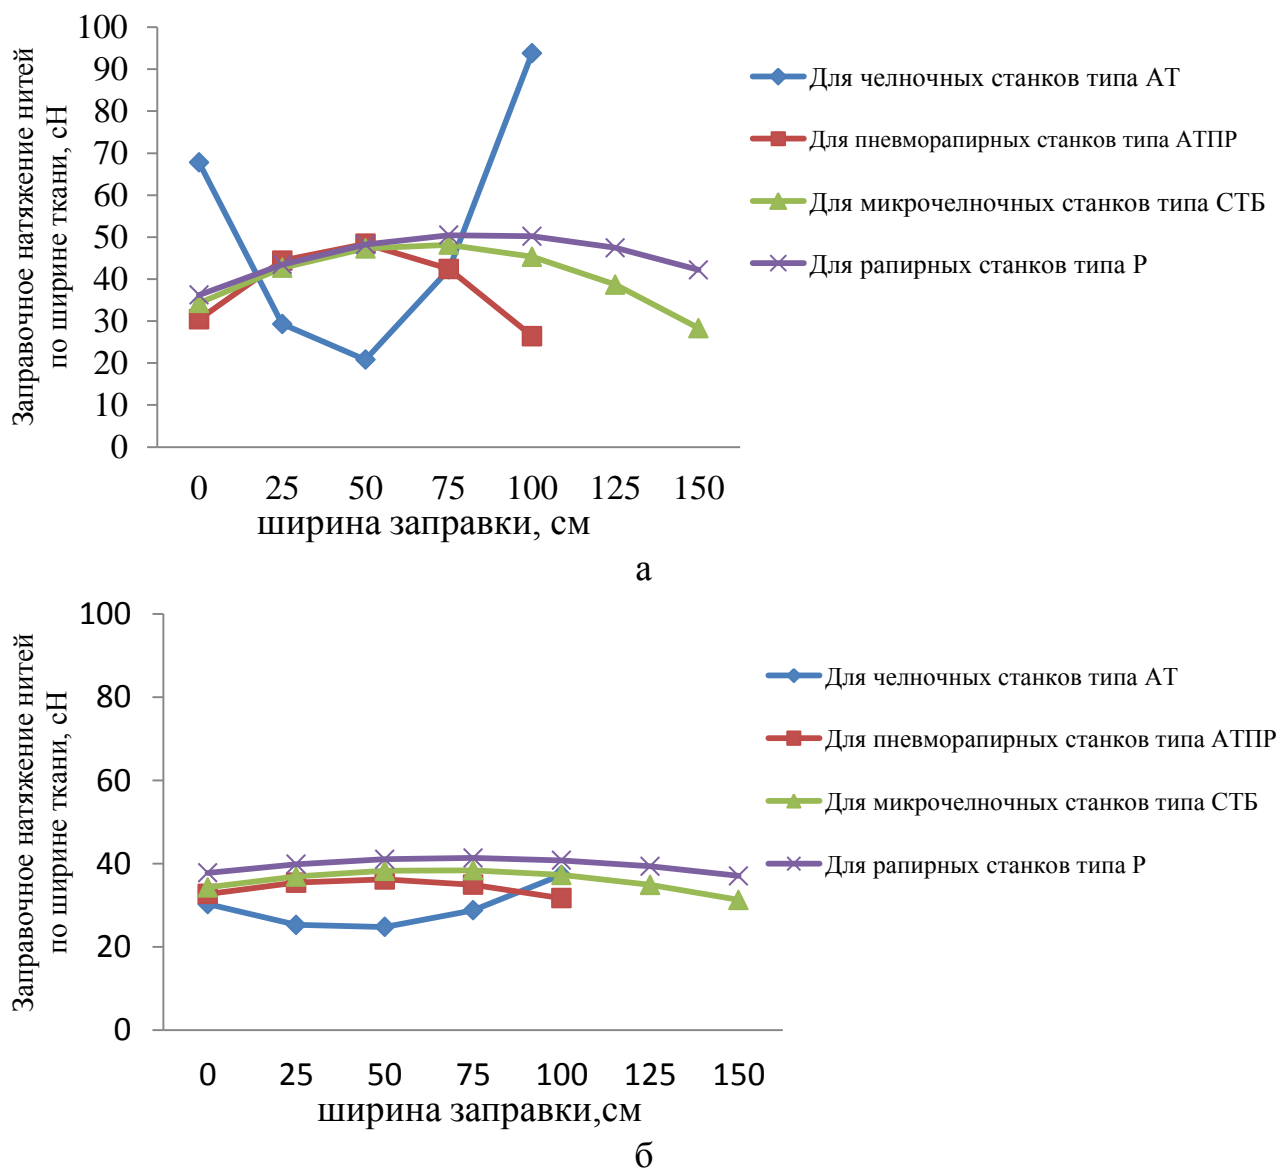 Заправочное натяжение нитей
по ширине ткани, сН
100
90
80
70
60
50
40
30
20
10
0
0 25 50 75 100 125 150
ширина заправки, см
Для челночных станков типа АТ
Для пневморапирных станков типа АТПР
Для микрочелночных станков типа СТБ
Для рапирных станков типа Р
а
Заправочное натяжение нитей
по ширине ткани, сН
100
80
60
40
20
0
0 25 50 75 100 125 150
ширина заправки,см
Для челночных станков типа АТ
Для пневморапирных станков типа АТПР
Для микрочелночных станков типа СТБ
Для рапирных станков типа Р
б